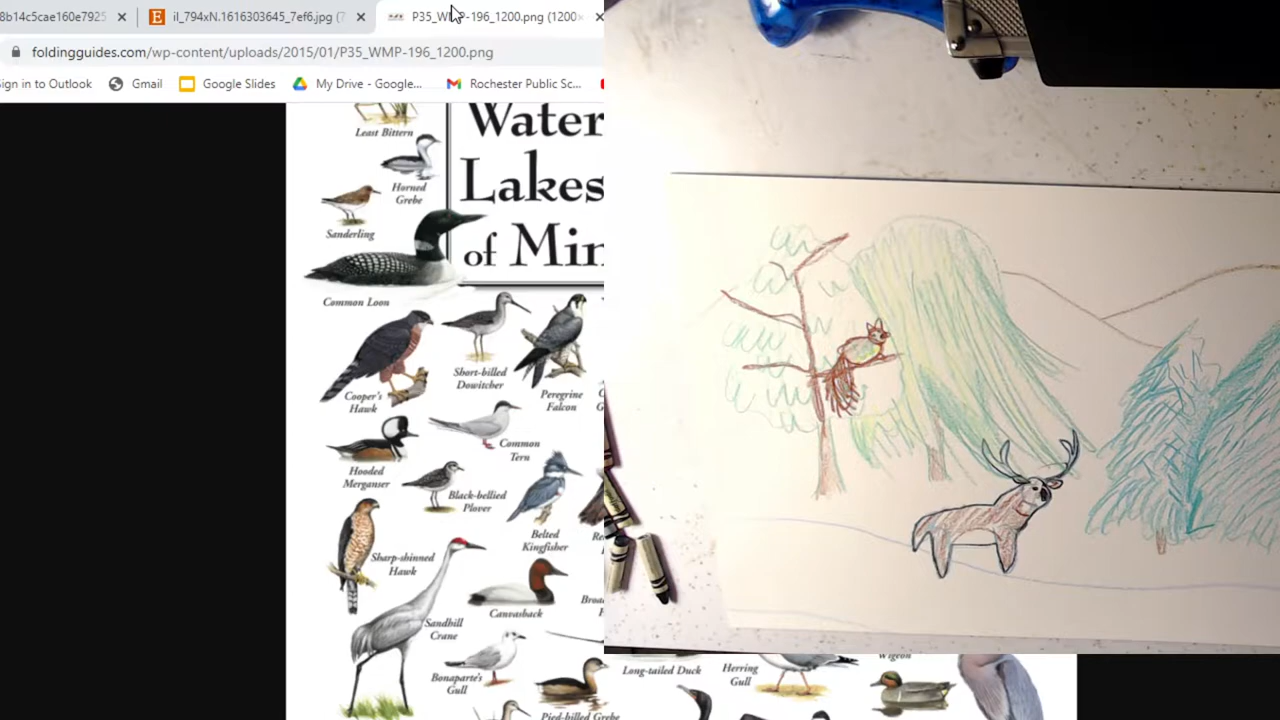 8b14c5cae160e7925
il_794xN.1616303645_7ef6.jpg (7
P35_WMP-196_1200.png (1200×
foldingguides.com/wp-content/uploads/2015/01/P35_WMP-196_1200.png
ign in to Outlook
Gmail
Google Slides
My Drive - Google...
Rochester Public Sc...
Least Bittern
Water
Horned
Grebe
Lakes
Sanderling
of Min
Common Loon
Short-billed
Dowitcher
Cooper's
Hawk
Peregrine
Falcon
Common
Tern
Hooded
Merganser
Black-bellied
Plover
Belted
Kingfisher
Sharp-shinned
Hawk
Canvasback
Sandhill
Crane
Bonaparte's
Gull
Long-tailed Duck
Herring
Gull
Wigeon
Pied-billed Grebe